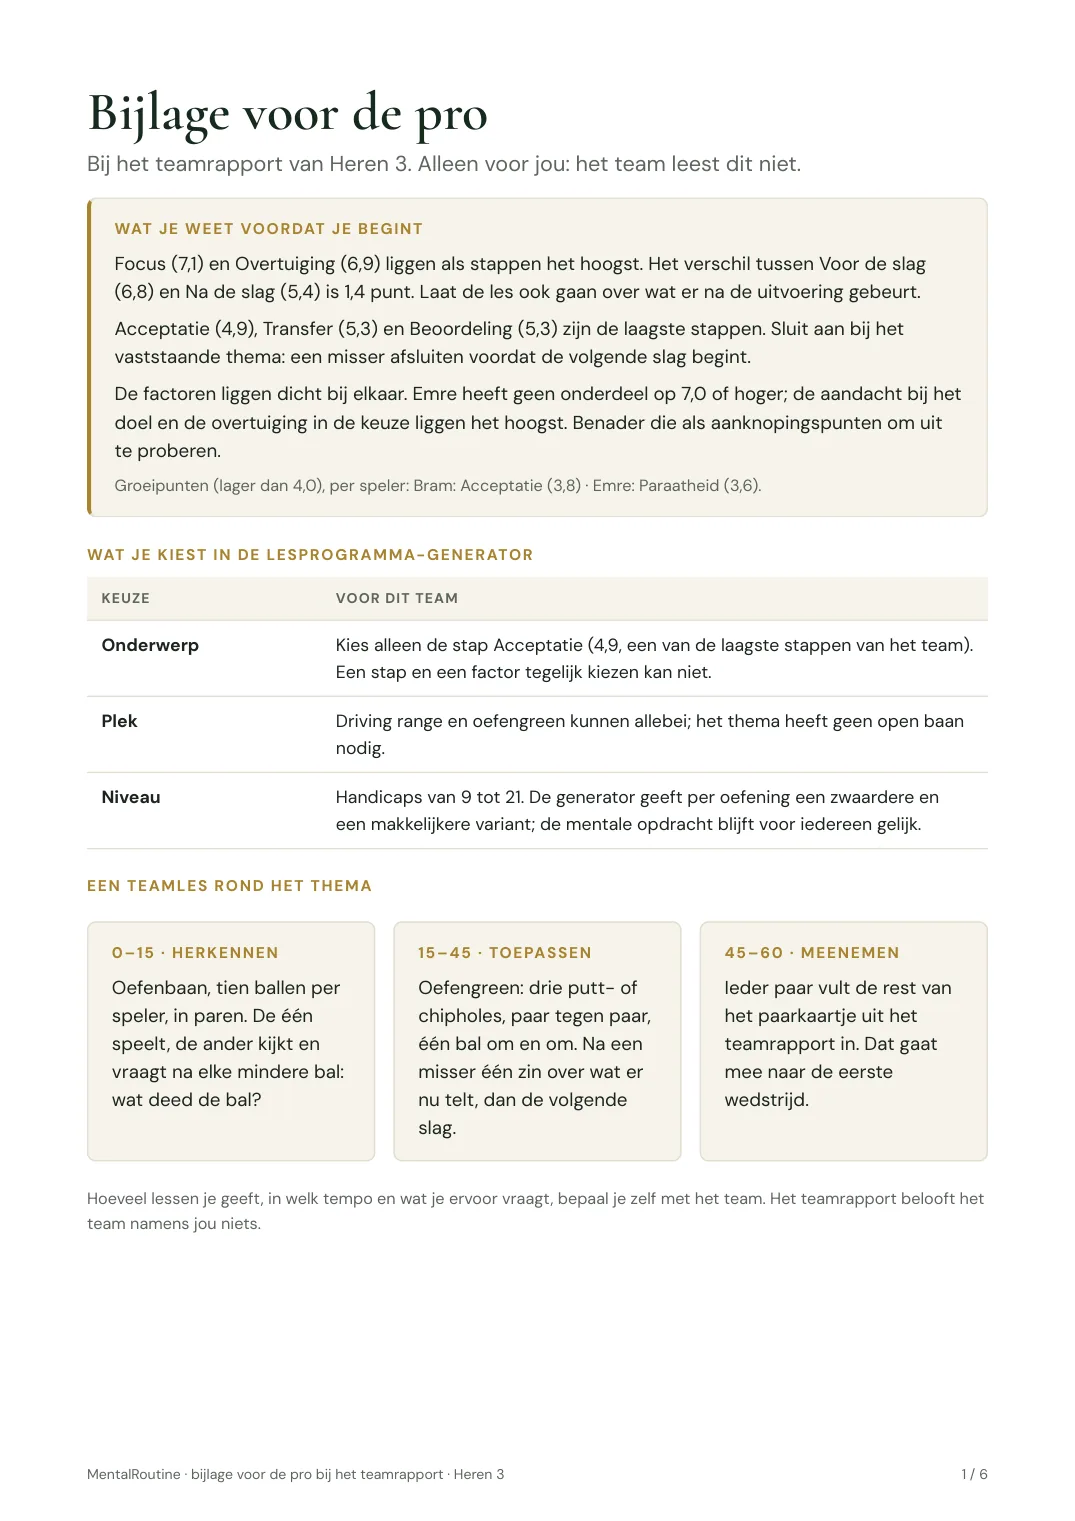 Bijlage voor de pro
Bij het teamrapport van Heren 3. Alleen voor jou: het team leest dit niet.
WAT JE WEET VOORDAT JE BEGINT
Focus (7,1) en Overtuiging (6,9) liggen als stappen het hoogst. Het verschil tussen Voor de slag
(6,8) en Na de slag (5,4) is 1,4 punt. Laat de les ook gaan over wat er na de uitvoering gebeurt.
Acceptatie (4,9), Transfer (5,3) en Beoordeling (5,3) zijn de laagste stappen. Sluit aan bij het
vaststaande thema: een misser afsluiten voordat de volgende slag begint.
De factoren liggen dicht bij elkaar. Emre heeft geen onderdeel op 7,0 of hoger; de aandacht bij het
doel en de overtuiging in de keuze liggen het hoogst. Benader die als aanknopingspunten om uit
te proberen.
Groeipunten (lager dan 4,0), per speler: Bram: Acceptatie (3,8) · Emre: Paraatheid (3,6).
WAT JE KIEST IN DE LESPROGRAMMA-GENERATOR
KEUZE
VOOR DIT TEAM
Onderwerp
Kies alleen de stap Acceptatie (4,9, een van de laagste stappen van het team).
Een stap en een factor tegelijk kiezen kan niet.
Plek
Driving range en oefengreen kunnen allebei; het thema heeft geen open baan
nodig.
Niveau
Handicaps van 9 tot 21. De generator geeft per oefening een zwaardere en
een makkelijkere variant; de mentale opdracht blijft voor iedereen gelijk.
EEN TEAMLES ROND HET THEMA
0–15 · HERKENNEN
Oefenbaan, tien ballen per
speler, in paren. De één
speelt, de ander kijkt en
vraagt na elke mindere bal:
wat deed de bal?
15–45 · TOEPASSEN
Oefengreen: drie putt- of
chipholes, paar tegen paar,
één bal om en om. Na een
misser één zin over wat er
nu telt, dan de volgende
slag.
45–60 · MEENEMEN
Ieder paar vult de rest van
het paarkaartje uit het
teamrapport in. Dat gaat
mee naar de eerste
wedstrijd.
Hoeveel lessen je geeft, in welk tempo en wat je ervoor vraagt, bepaal je zelf met het team. Het teamrapport belooft het
team namens jou niets.
MentalRoutine · bijlage voor de pro bij het teamrapport · Heren 3
1 / 6